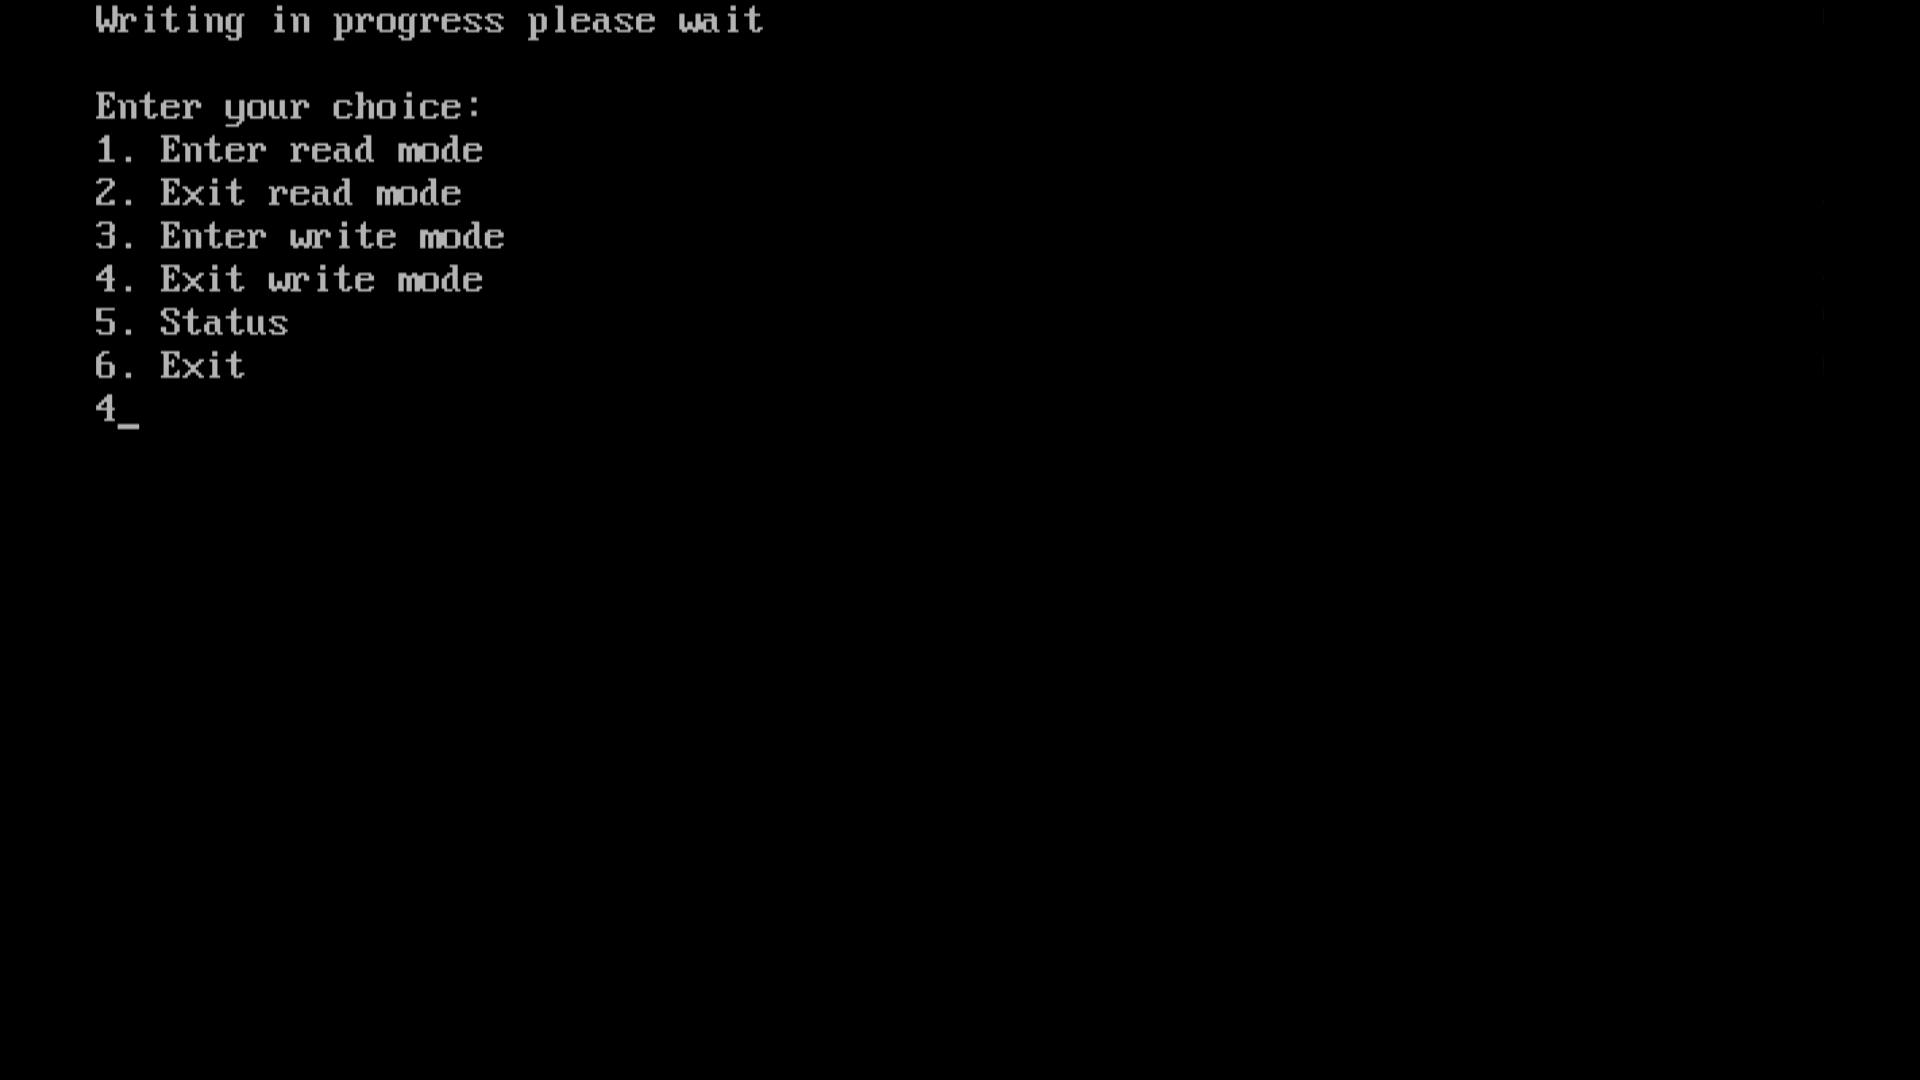 Writing in progress please wait
Enter your choice:
1. Enter read mode
2. Exit read mode
3. Enter write mode
4. Exit write mode
5. Status
6. Exit
4_